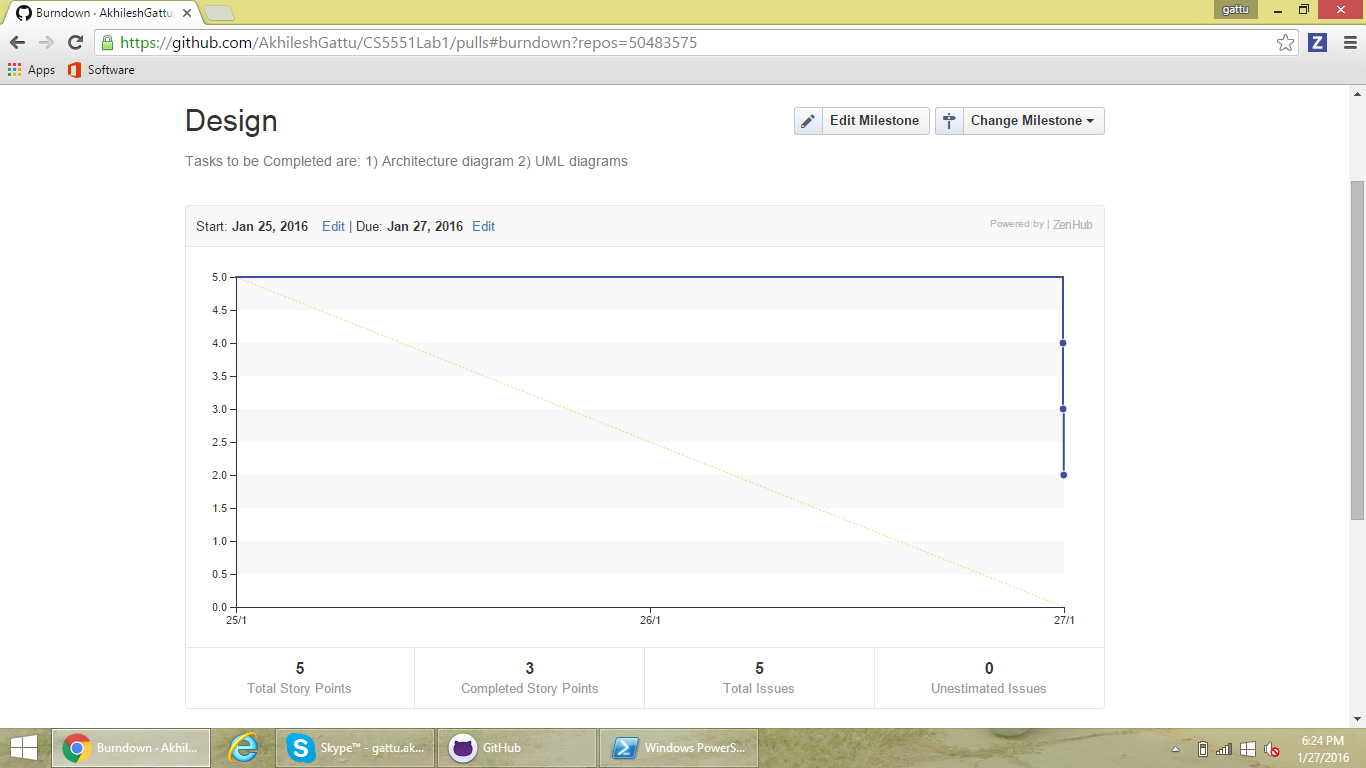 Burndown · AkhileshGattu/
gattu
https://github.com/AkhileshGattu/CS5551Lab1/pulls#burndown?repos=50483575
Z
Apps Software
Design
Edit Milestone
Change Milestone
Tasks to be Completed are: 1) Architecture diagram 2) UML diagrams
Start: Jan 25, 2016 Edit | Due: Jan 27, 2016 Edit
Powered by | ZenHub
5.0
4.5
4.0
3.5
3.0
2.5
2.0
1.5
1.0
0.5
0.0
25/1 26/1 27/1
5 3 5 0
Total Story Points Completed Story Points Total Issues Unestimated Issues
Burndown · Akhil...
Skype™ - gattu.ak...
GitHub
Windows PowerS...
6:24 PM
1/27/2016